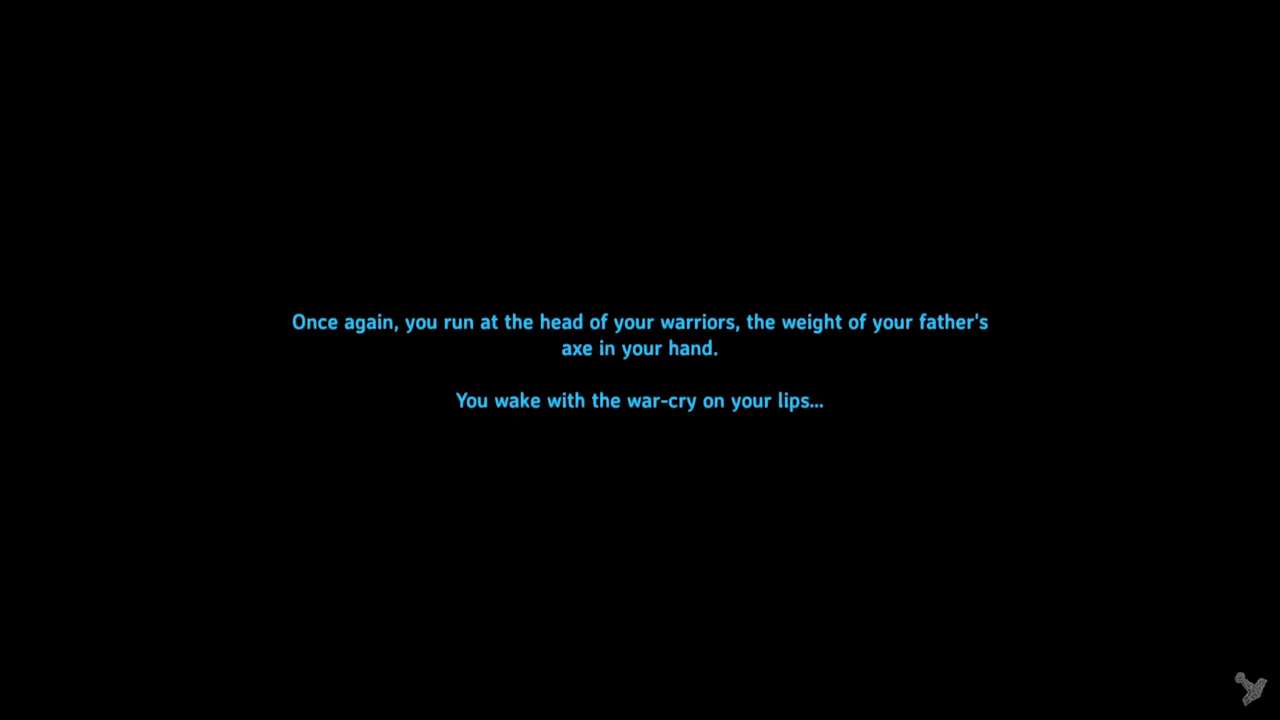 Once again, you run at the head of your warriors, the weight of your father's
axe in your hand.
You wake with the war-cry on your lips...